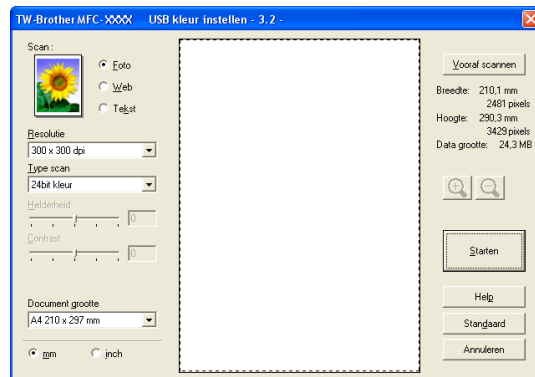 TW-Brother MFC-XXXX USB kleur instellen - 3.2 -
Scan :
Foto
Web
Tekst
Resolutie
300 x 300 dpi
Type scan
24bit kleur
Helderheid
0
Contrast
0
Document grootte
A4 210 x 297 mm
mm inch
Vooraf scannen
Breedte: 210,1 mm
2481 pixels
Hoogte: 290,3 mm
3429 pixels
Data grootte: 24,3 MB
Starten
Help
Standaard
Annuleren